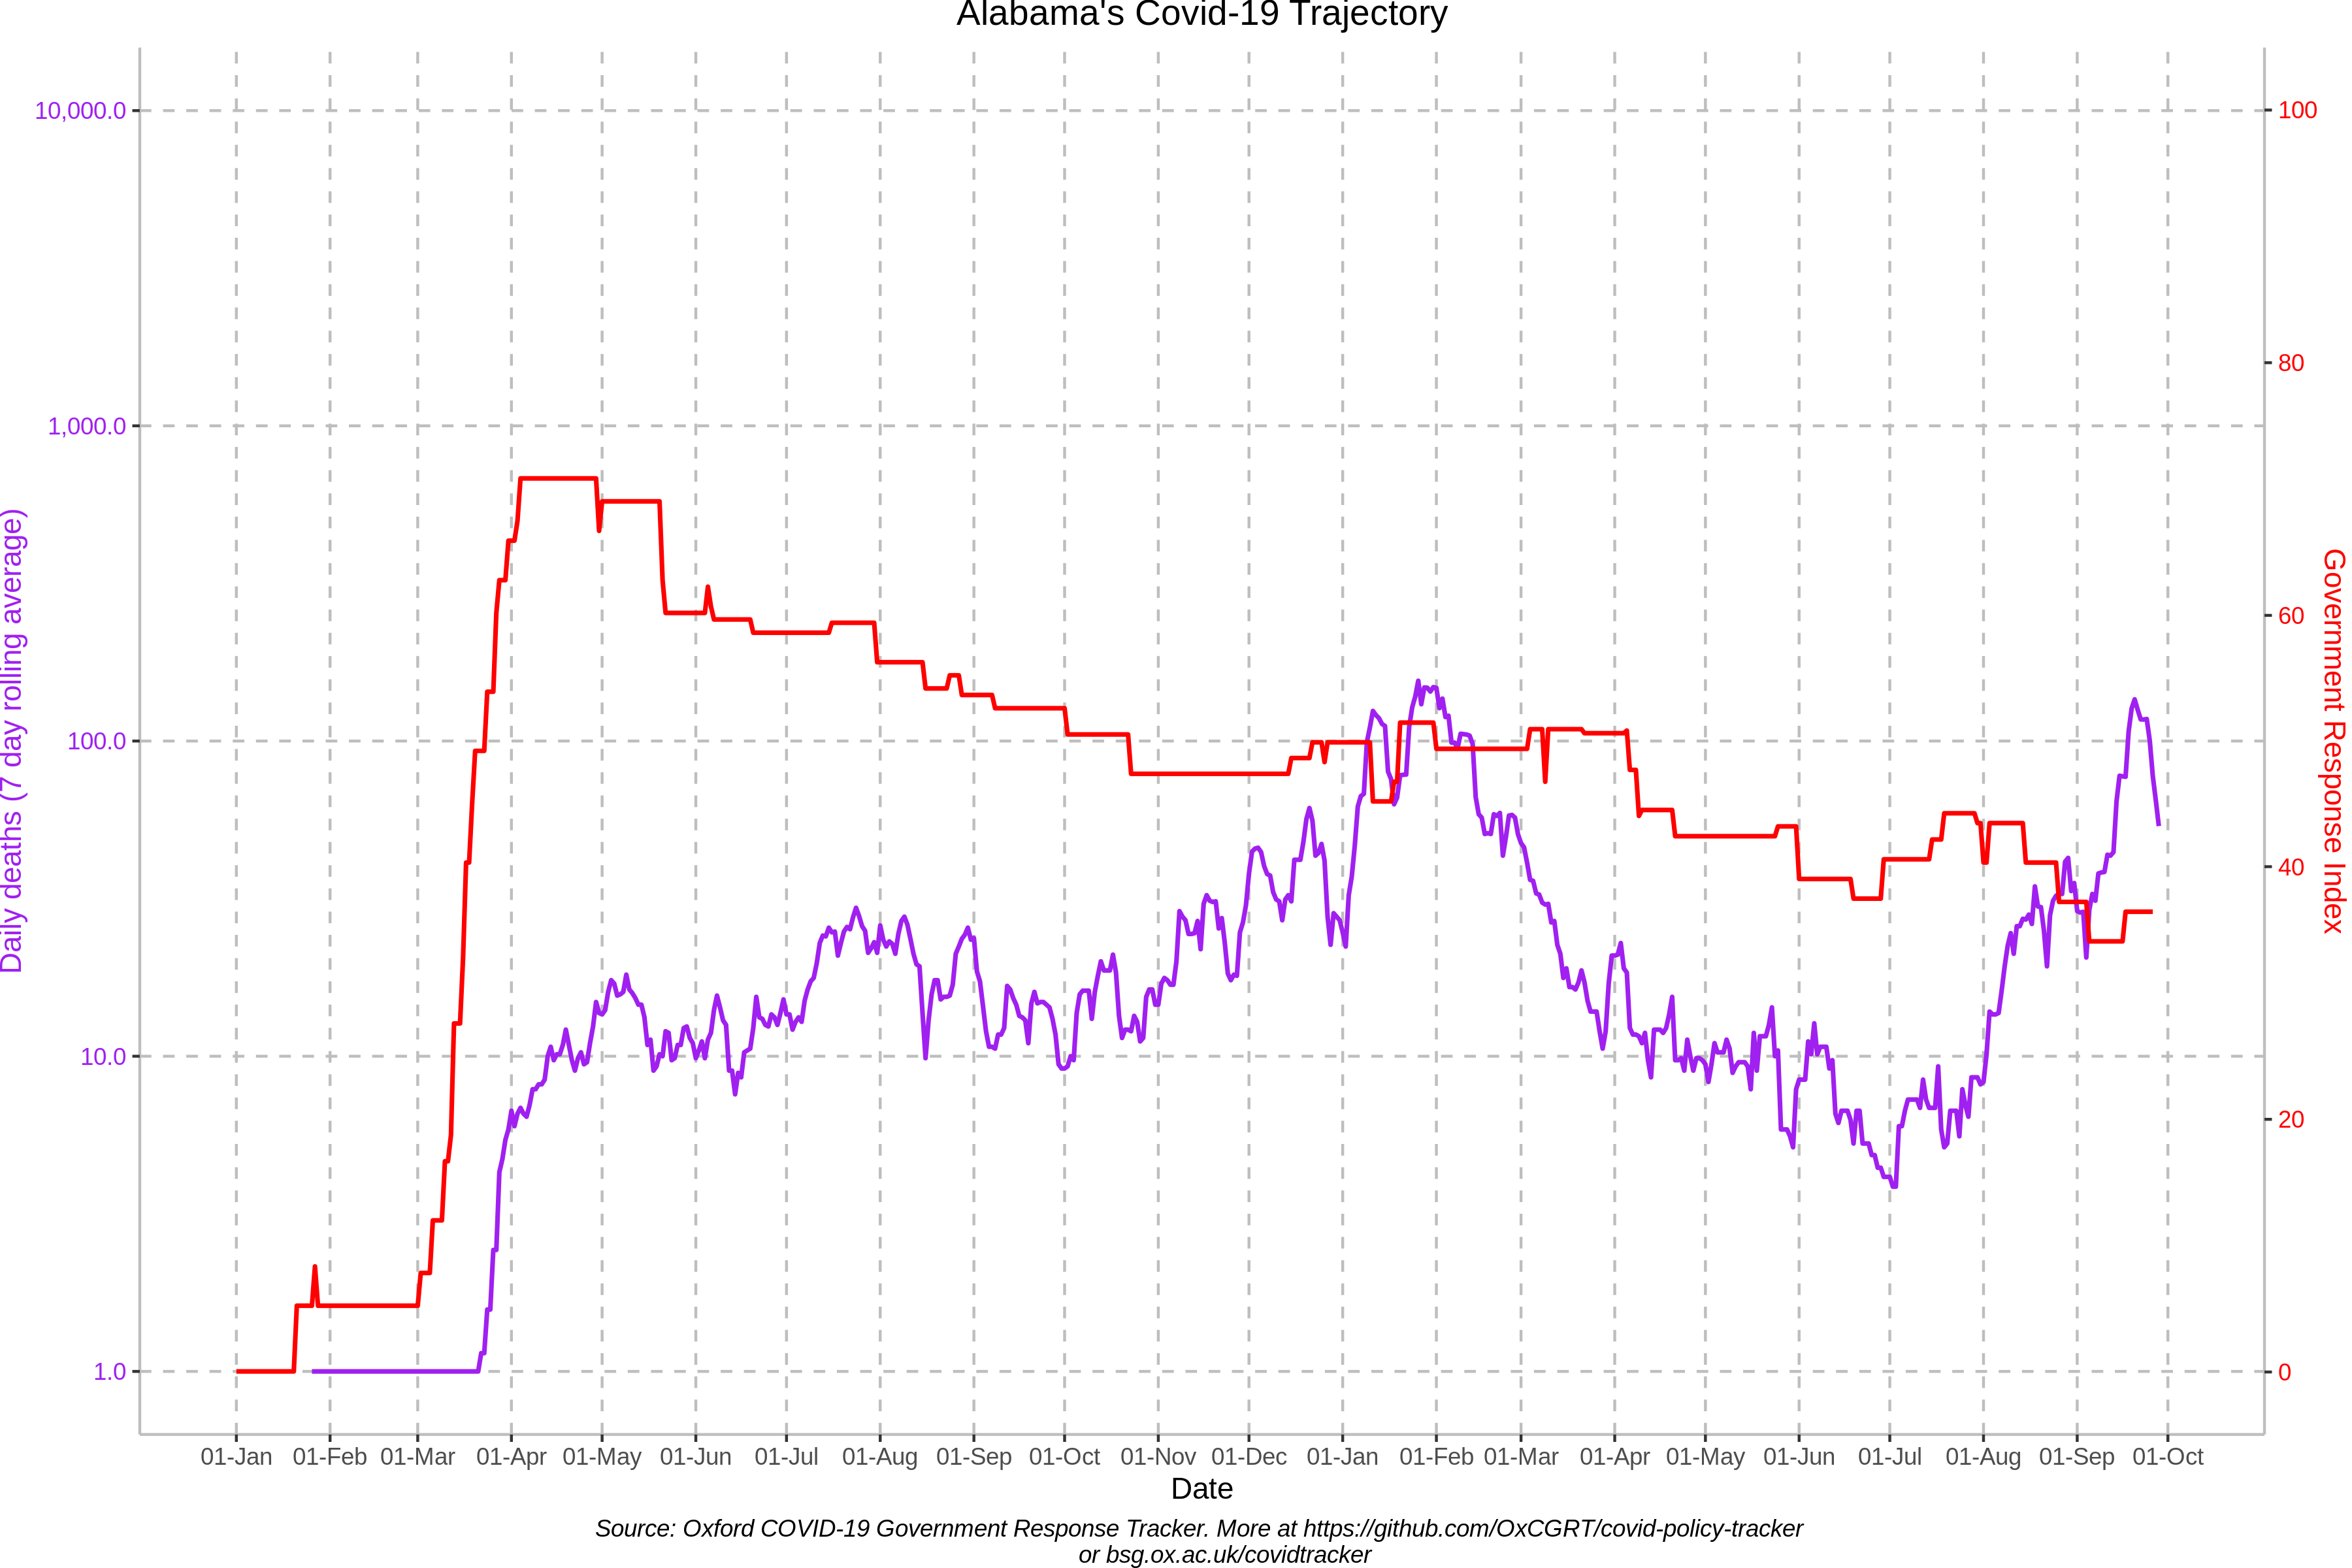 Alabama's Covid-19 Trajectory
10,000.0
1,000.0
100.0
10.0
1.0
Daily deaths (7 day rolling average)
100
80
60
40
20
0
Government Response Index
01-Jan 01-Feb 01-Mar 01-Apr 01-May 01-Jun 01-Jul 01-Aug 01-Sep 01-Oct 01-Nov 01-Dec 01-Jan 01-Feb 01-Mar 01-Apr 01-May 01-Jun 01-Jul 01-Aug 01-Sep 01-Oct
Date
Source: Oxford COVID-19 Government Response Tracker. More at https://github.com/OxCGRT/covid-policy-tracker
or bsg.ox.ac.uk/covidtracker